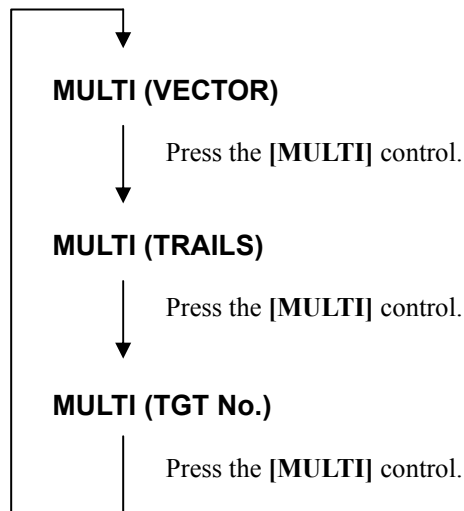 MULTI (VECTOR)
Press the [MULTI] control.
MULTI (TRAILS)
Press the [MULTI] control.
MULTI (TGT No.)
Press the [MULTI] control.